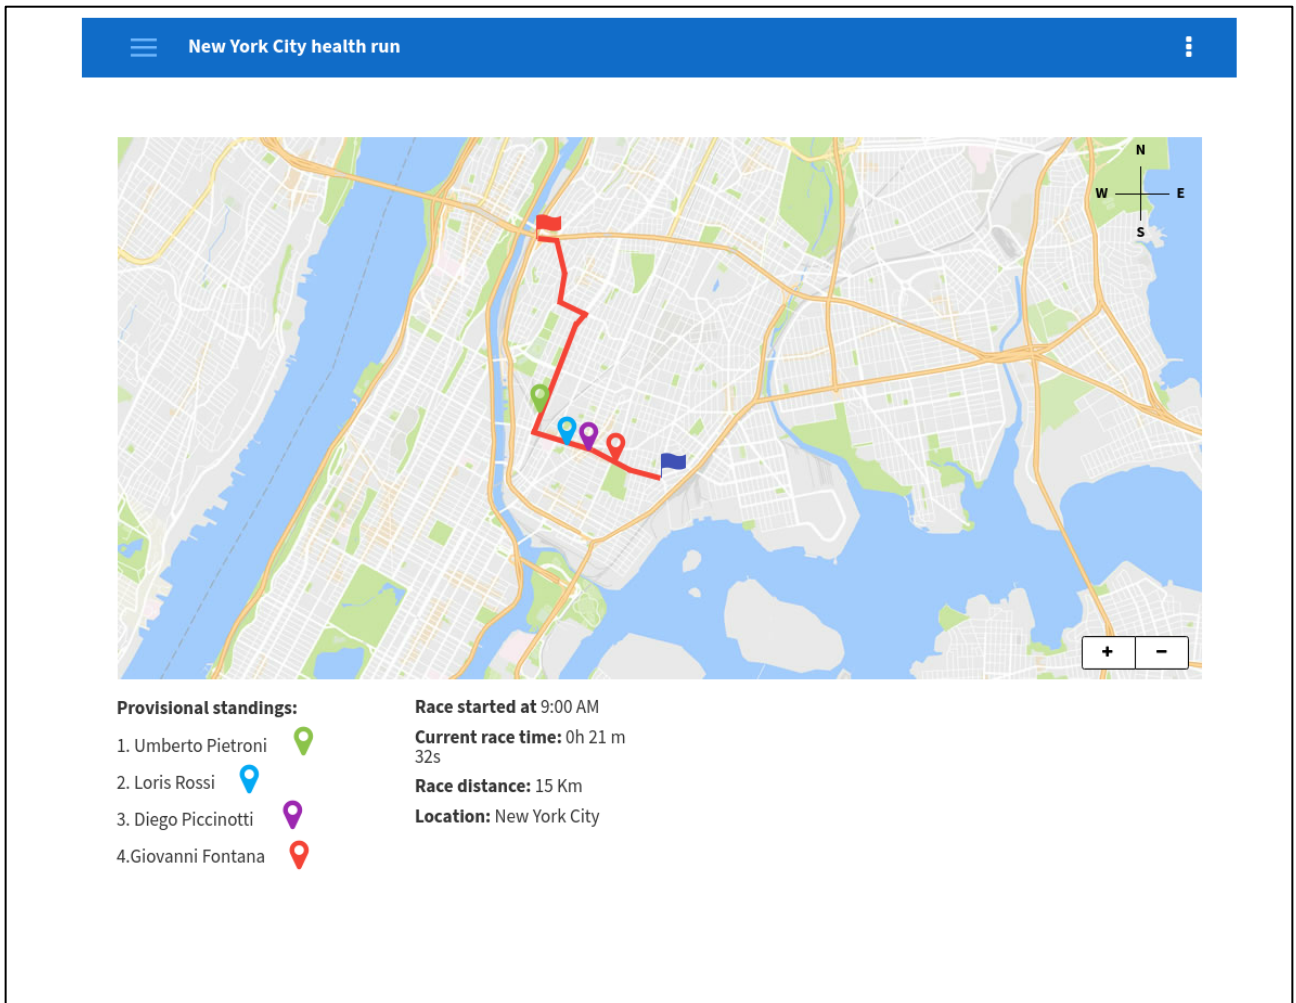 New York City health run
N
W E
S
+ −
Provisional standings:
1. Umberto Pietroni
2. Loris Rossi
3. Diego Piccinotti
4.Giovanni Fontana
Race started at 9:00 AM
Current race time: 0h 21 m
32s
Race distance: 15 Km
Location: New York City